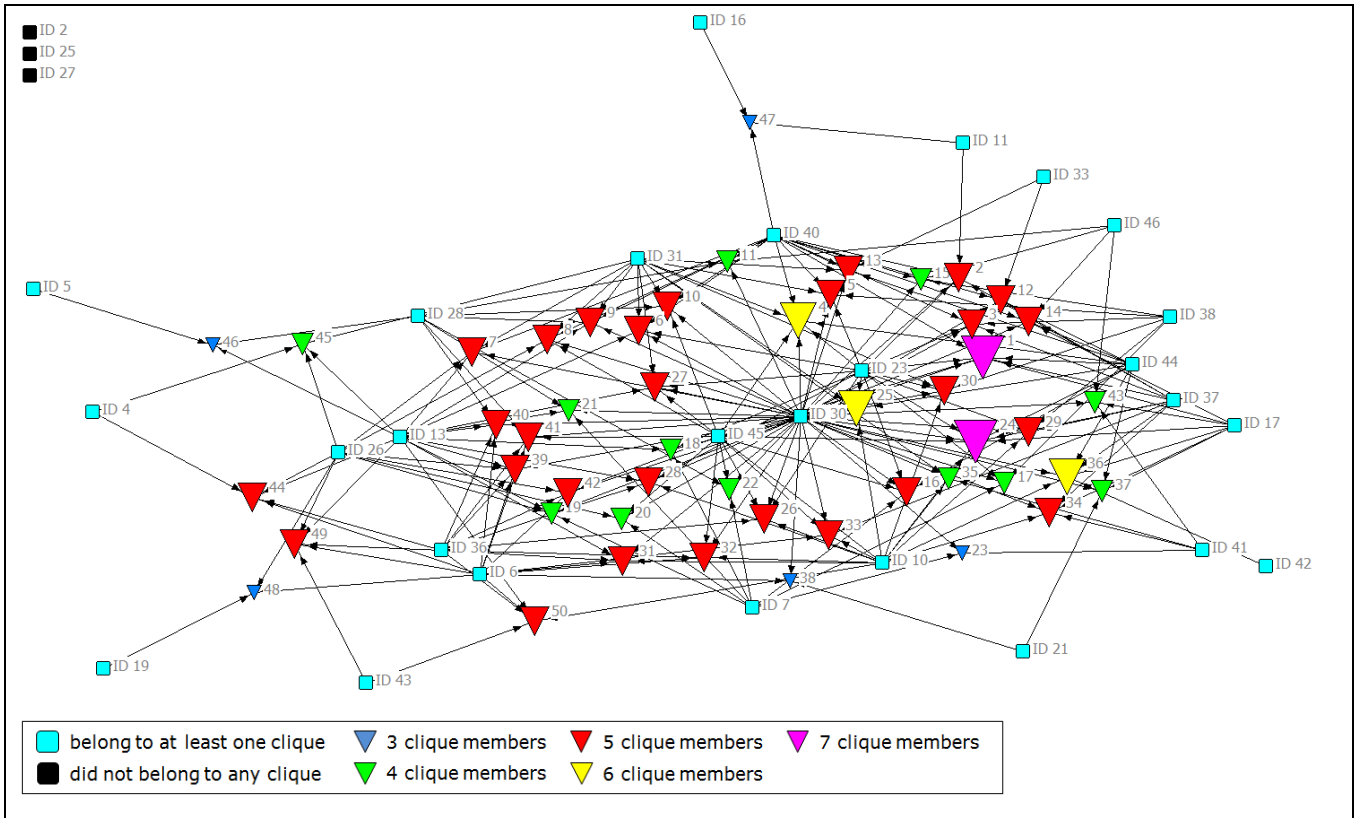 ID 16
ID 2
ID 25
ID 27
47
ID 11
ID 33
ID 46
ID 40
ID 31
11
13
2
15
ID 5
5
12
10
4
ID 28
9
6
3
14
ID 38
46
45
8
7
1
ID 44
ID 23
27
30
25
43
ID 37
ID 4
21
ID 30
40
24
29
ID 17
ID 13
41
ID 45
ID 26
18
39
28
35
36
17
44
42
22
16
37
19
20
26
34
49
33
ID 36
31
32
23
ID 41
ID 10
ID 42
ID 6
38
48
ID 7
50
ID 21
ID 19
ID 43
belong to at least one clique
3 clique members
5 clique members
7 clique members
did not belong to any clique
4 clique members
6 clique members